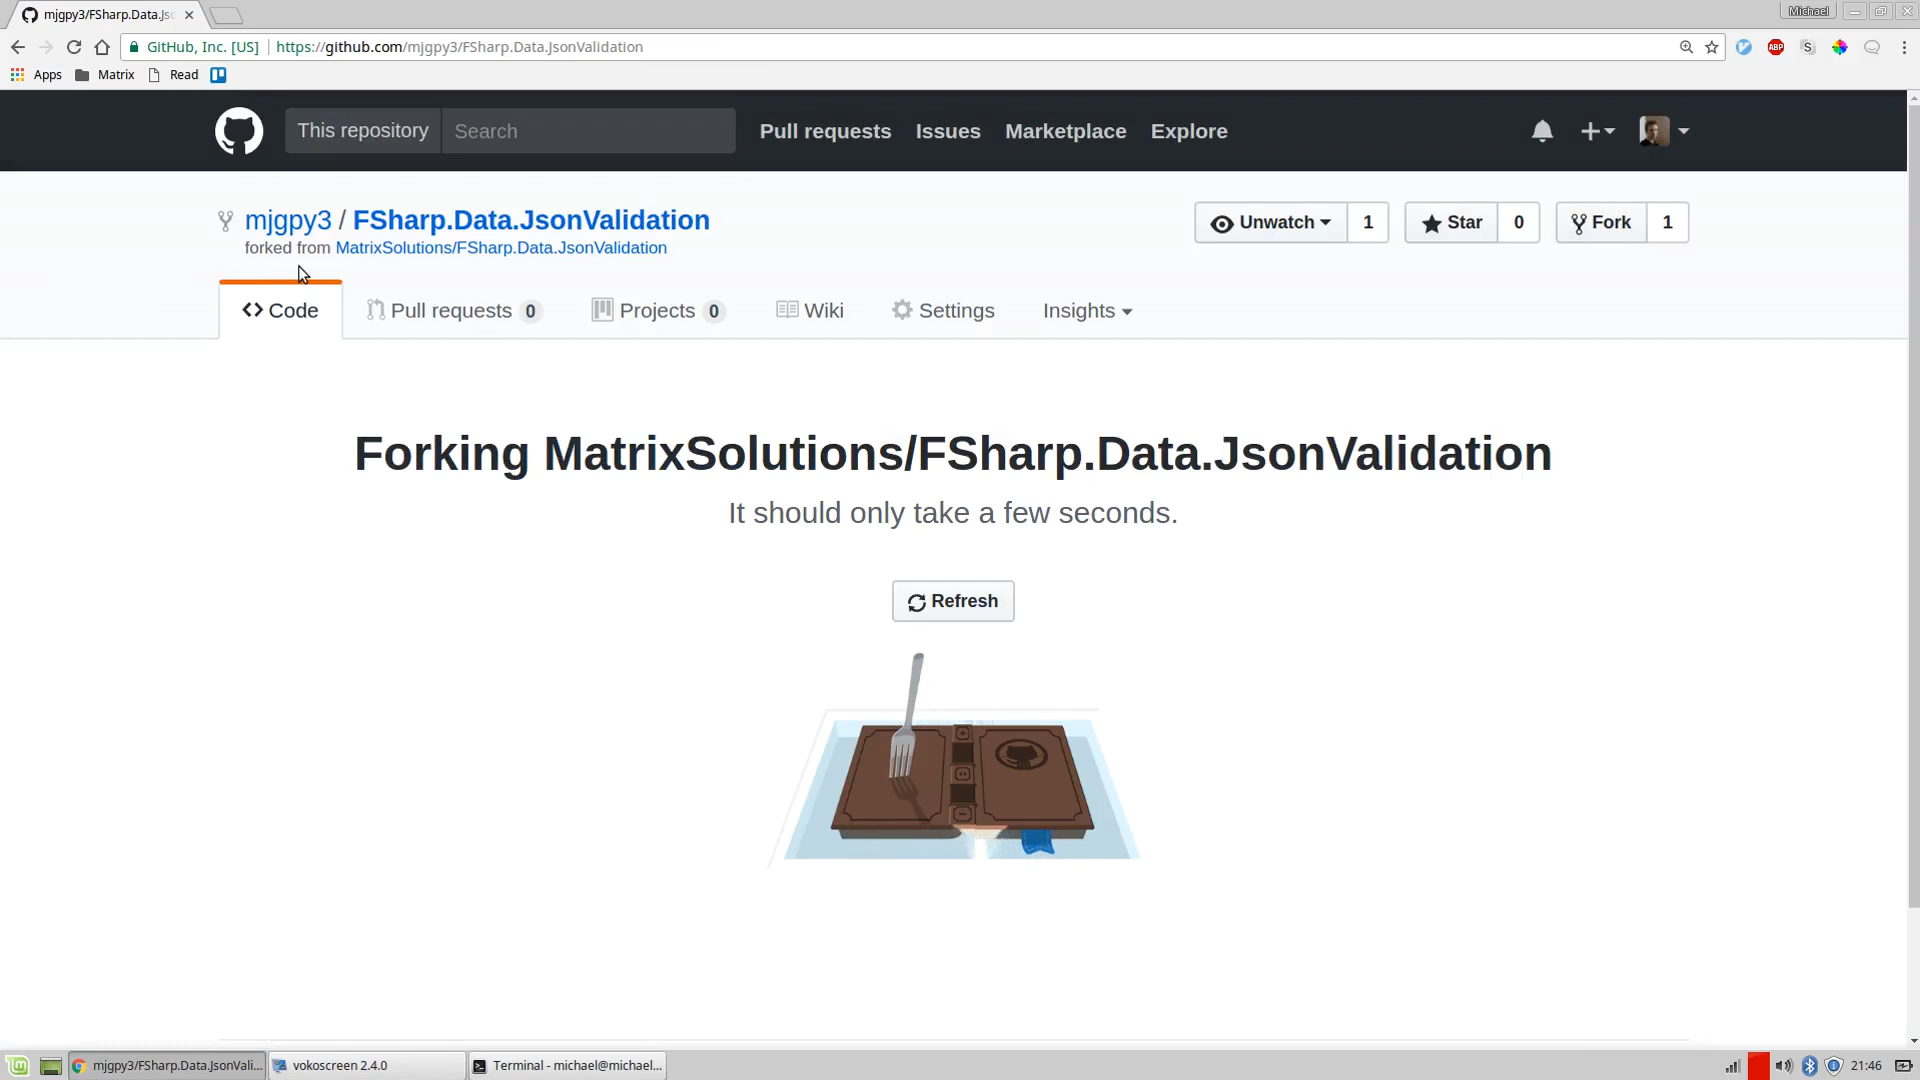 mjgpy3/FSharp.Data.Js
Michael
GitHub, Inc. [US] https://github.com/mjgpy3/FSharp.Data.JsonValidation
ABP S
Apps Matrix Read
This repository Search Pull requests Issues Marketplace Explore
mjgpy3 / FSharp.Data.JsonValidation
Unwatch 1 Star 0 Fork 1
forked from MatrixSolutions/FSharp.Data.JsonValidation
Code Pull requests 0 Projects 0 Wiki Settings Insights
Forking MatrixSolutions/FSharp.Data.JsonValidation
It should only take a few seconds.
Refresh
mjgpy3/FSharp.Data.JsonVali... vokoscreen 2.4.0 Terminal - michael@michael... 21:46